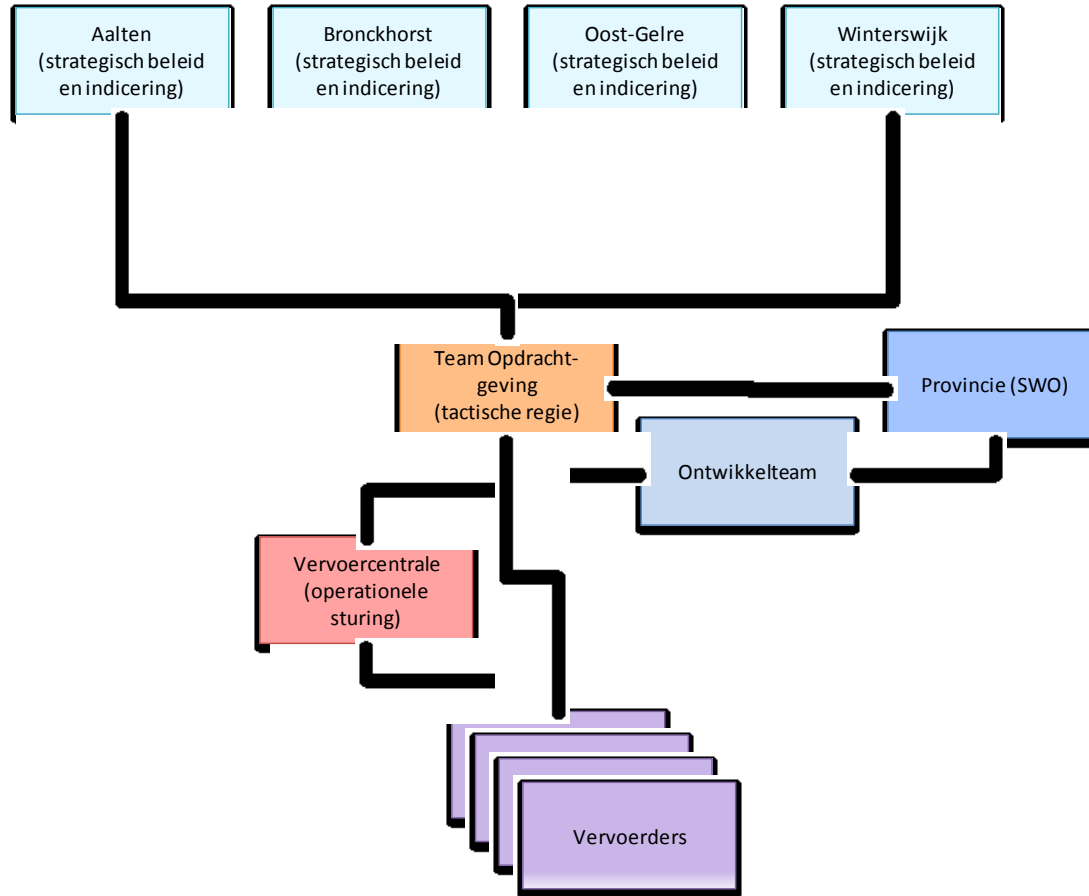 Aalten
(strategisch beleid
en indicering)
Bronckhorst
(strategisch beleid
en indicering)
Oost-Gelre
(strategisch beleid
en indicering)
Winterswijk
(strategisch beleid
en indicering)
Team Opdracht-
geving
(tactische regie)
Provincie (SWO)
Ontwikkelteam
Vervoercentrale
(operationele
sturing)
Vervoerders